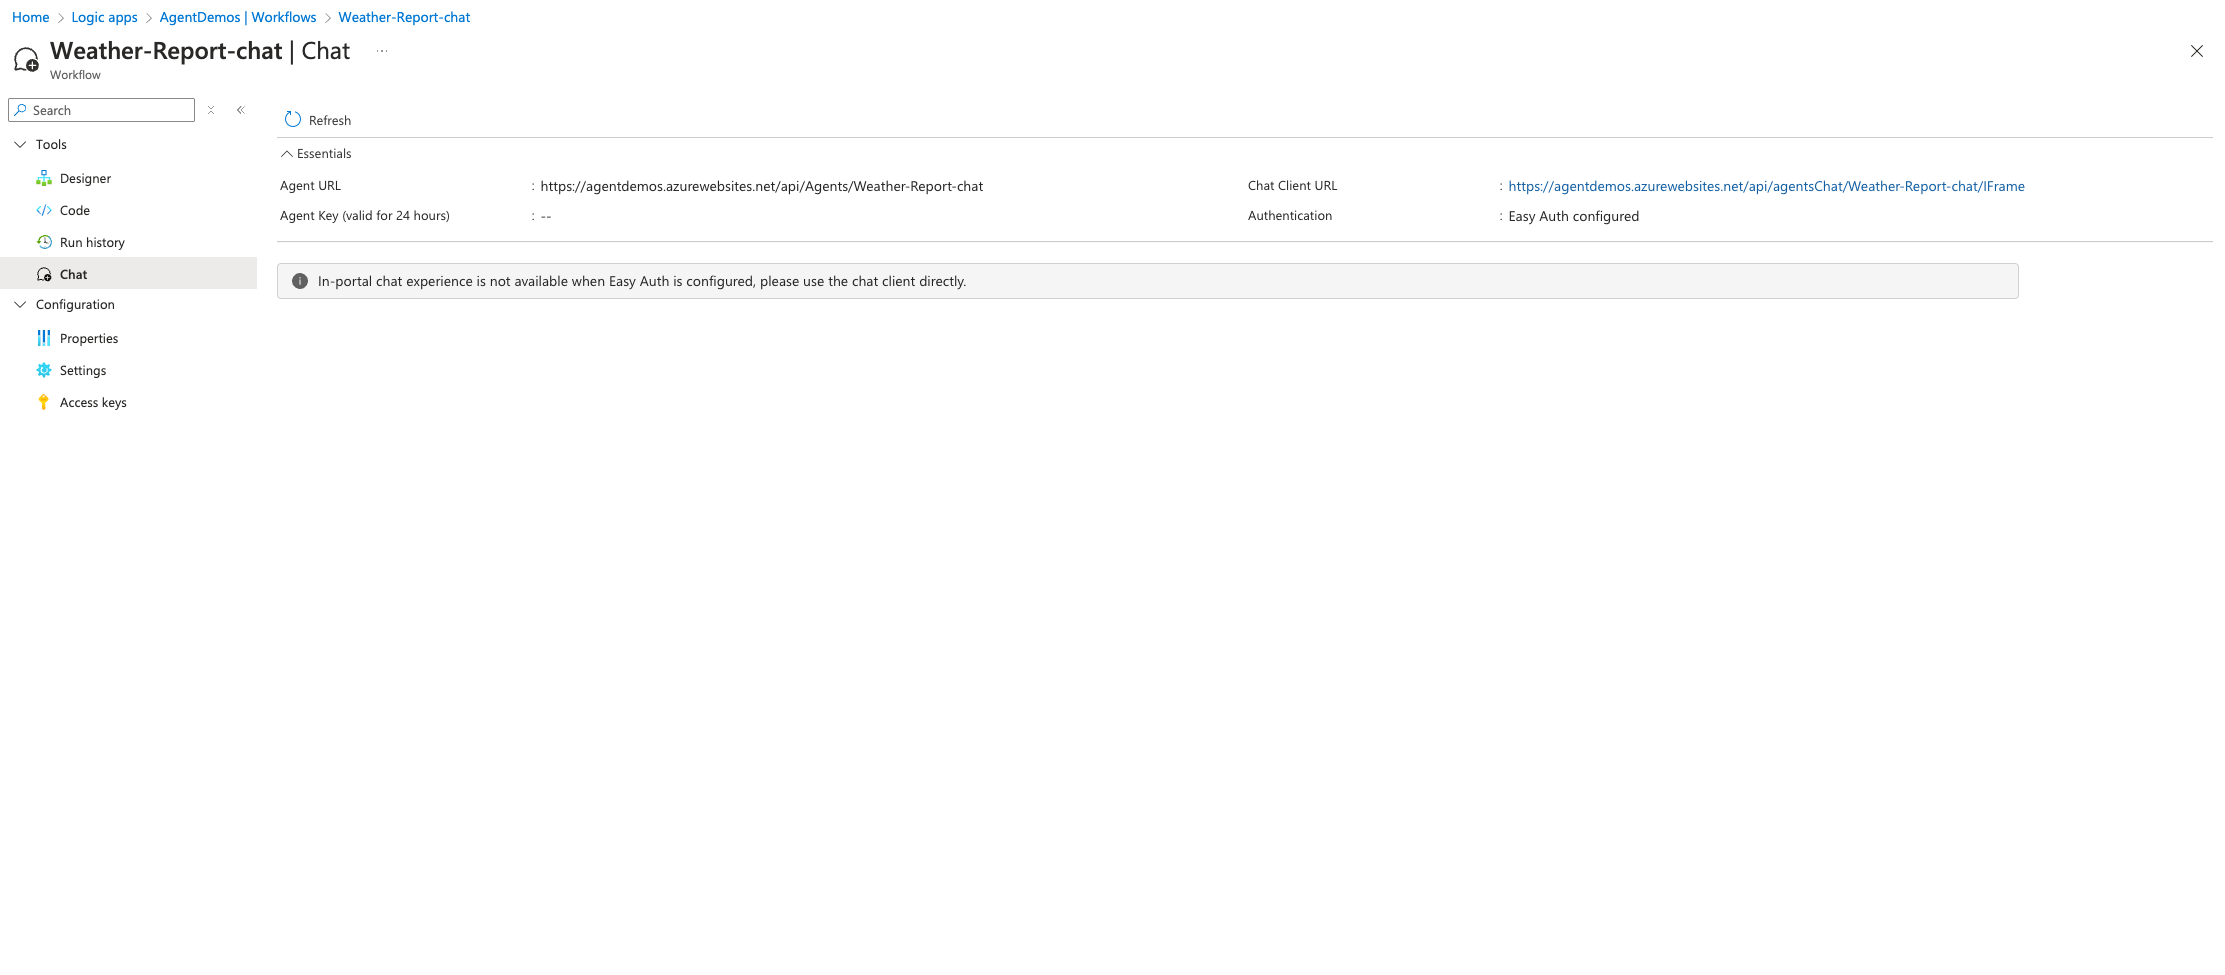 Home > Logic apps > AgentDemos | Workflows > Weather-Report-chat
Weather-Report-chat | Chat ...
Workflow
Search
Refresh
Tools
Essentials
Designer
Agent URL : https://agentdemos.azurewebsites.net/api/Agents/Weather-Report-chat
Chat Client URL : https://agentdemos.azurewebsites.net/api/agentsChat/Weather-Report-chat/IFrame
Code
Agent Key (valid for 24 hours) : --
Authentication : Easy Auth configured
Run history
Chat
In-portal chat experience is not available when Easy Auth is configured, please use the chat client directly.
Configuration
Properties
Settings
Access keys